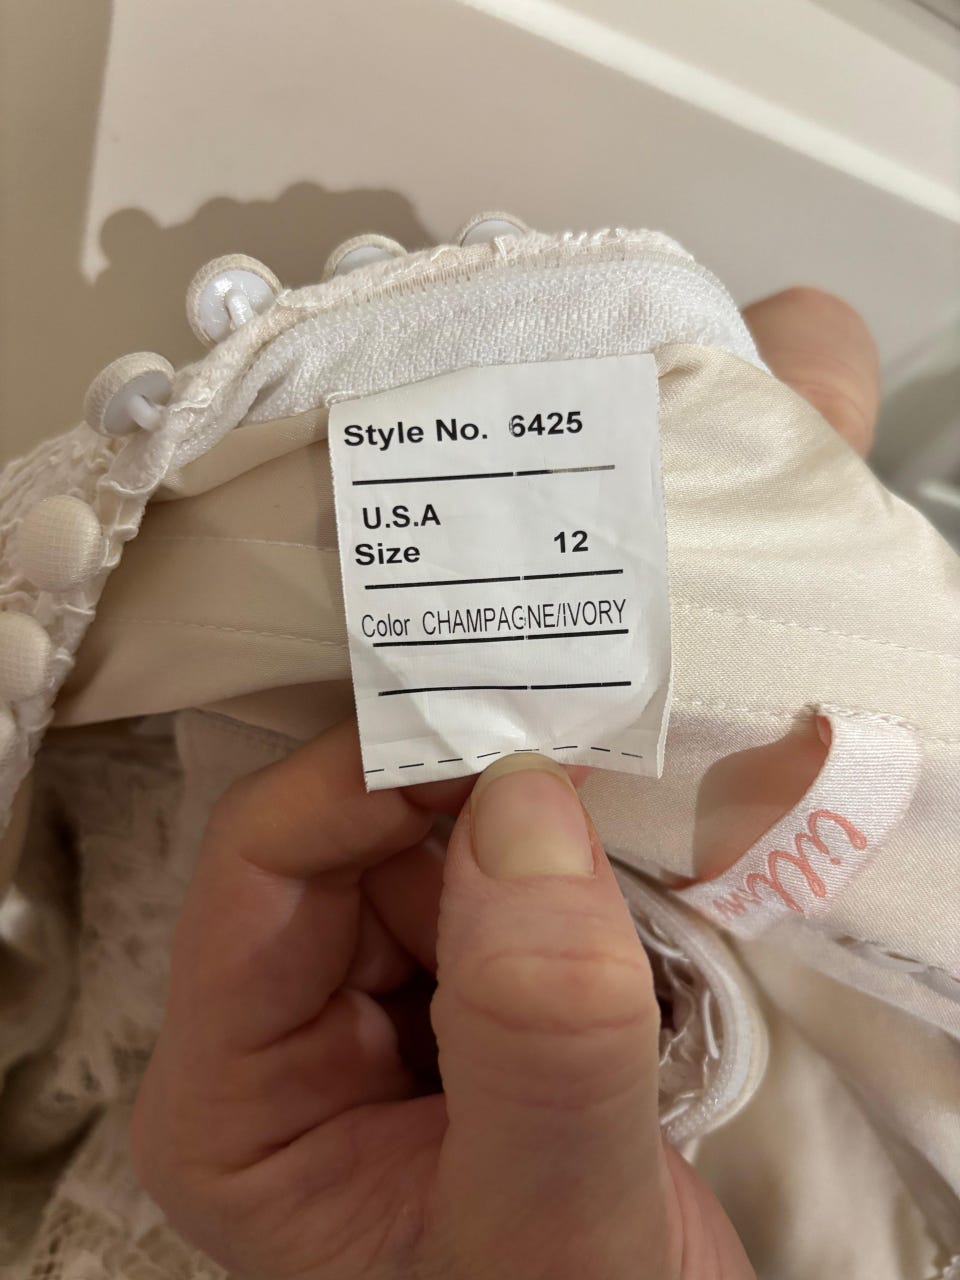 Style No. 6425
U.S.A
Size 12
Color CHAMPAGNE/IVORY